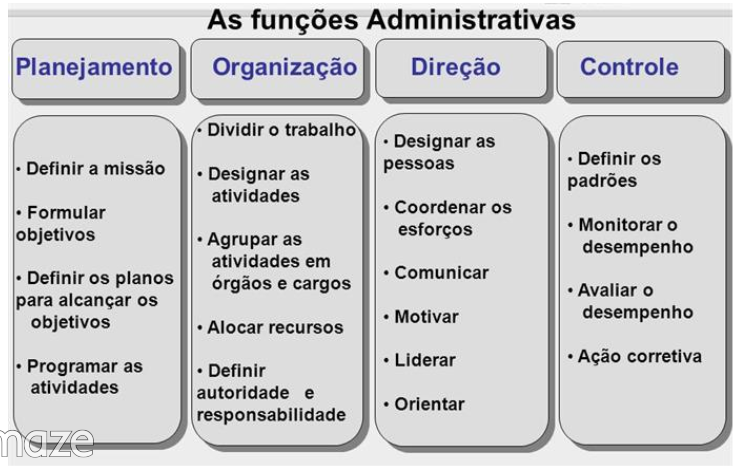 As funções Administrativas
Planejamento
Organização
Direção
Controle
• Definir a missão
• Formular
objetivos
• Definir os planos
para alcançar os
objetivos
• Programar as
atividades
• Dividir o trabalho
• Designar as
atividades
• Agrupar as
atividades em
órgãos e cargos
• Alocar recursos
• Definir
autoridade e
responsabilidade
• Designar as
pessoas
• Coordenar os
esforços
• Comunicar
• Motivar
• Liderar
• Orientar
• Definir os
padrões
• Monitorar o
desempenho
• Avaliar o
desempenho
• Ação corretiva
maze